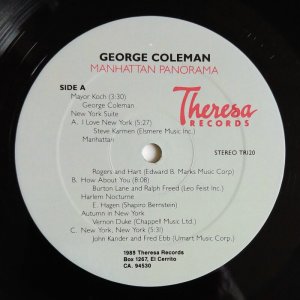 GEORGE COLEMAN
MANHATTAN PANORAMA
SIDE A
Mayor Koch (3:30)
George Coleman
New York Suite
A. I Love New York (5:27)
Steve Karmen (Elsmere Music Inc.)
Manhattan
Theresa
RECORDS
STEREO TR120
Rogers and Hart (Edward B. Marks Music Corp)
B. How About You (8:08)
Burton Lane and Ralph Freed (Leo Feist Inc.)
Harlem Nocturne
E. Hagen (Shapiro Bernstein)
Autumn in New York
Vernon Duke (Chappell Music Ltd.)
C. New York, New York (5:31)
John Kander and Fred Ebb (Unart Music Corp.)
1985 Theresa Records
Box 1267, El Cerrito
CA. 94530